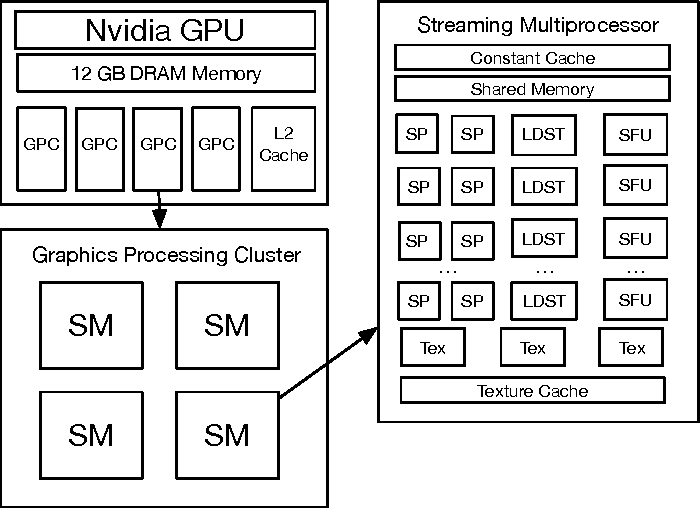 Nvidia GPU
12 GB DRAM Memory
GPC GPC GPC GPC L2
Cache
Graphics Processing Cluster
SM SM
SM SM
Streaming Multiprocessor
Constant Cache
Shared Memory
SP SP LDST SFU
SP SP LDST SFU
SP SP LDST SFU
... ... ...
SP SP LDST SFU
Tex Tex Tex
Texture Cache